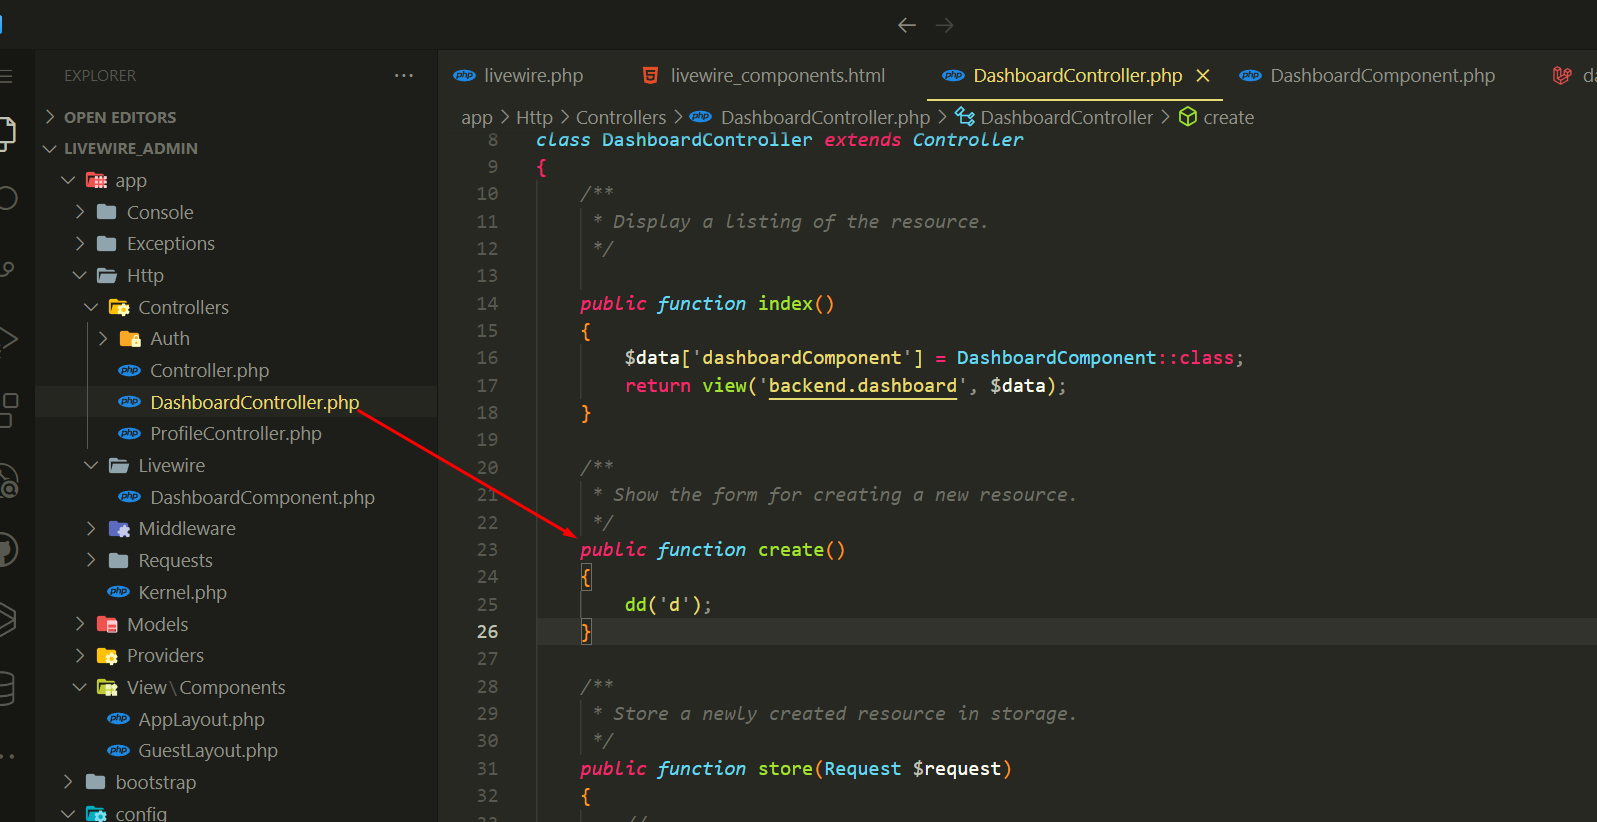 EXPLORER
...
OPEN EDITORS
LIVEWIRE_ADMIN
app
Console
Exceptions
Http
Controllers
Auth
Controller.php
DashboardController.php
ProfileController.php
Livewire
DashboardComponent.php
Middleware
Requests
Kernel.php
Models
Providers
View\Components
AppLayout.php
GuestLayout.php
bootstrap
config
livewire.php livewire_components.html DashboardController.php DashboardComponent.php
app > Http > Controllers > DashboardController.php > DashboardController > create
8 class DashboardController extends Controller
9 {
10 /**
11 * Display a listing of the resource.
12 */
13
14 public function index()
15 {
16 $data['dashboardComponent'] = DashboardComponent::class;
17 return view('backend.dashboard', $data);
18 }
19
20 /**
21 * Show the form for creating a new resource.
22 */
23 public function create()
24 {
25 dd('d');
26 }
27
28 /**
29 * Store a newly created resource in storage.
30 */
31 public function store(Request $request)
32 {